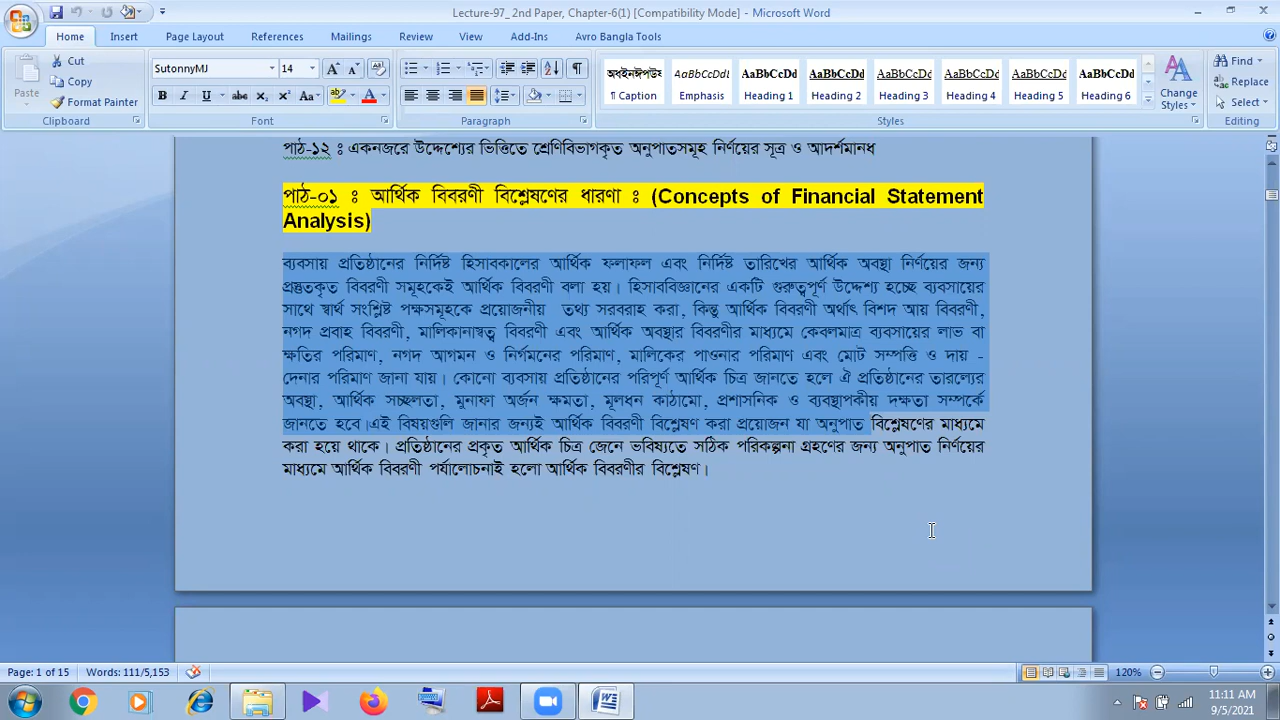 Lecture-97_ 2nd Paper, Chapter-6(1) [Compatibility Mode] - Microsoft Word
Home Insert Page Layout References Mailings Review View Add-Ins Avro Bangla Tools
Paste Cut Copy Format Painter Clipboard
SutonnyMJ 14 Font
Paragraph
অবইনঈপউঘ AaBbCcDd AaBbCcDd AaBbCcDd AaBbCcDd AaBbCcDd AaBbCcDd AaBbCcDd
¶ Caption Emphasis Heading 1 Heading 2 Heading 3 Heading 4 Heading 5 Heading 6
Styles
Change Styles
Find Replace Select Editing
পাঠ-১২ ঃ একনজরে উদ্দেশ্যের ভিত্তিতে শ্রেণিবিভাগকৃত অনুপাতসমূহ নির্ণয়ের সূত্র ও আদর্শমানধ
পাঠ-০১ ঃ আর্থিক বিবরণী বিশ্লেষণের ধারণা ঃ (Concepts of Financial Statement
Analysis)
ব্যবসায় প্রতিষ্ঠানের নির্দিষ্ট হিসাবকালের আর্থিক ফলাফল এবং নির্দিষ্ট তারিখের আর্থিক অবস্থা নির্ণয়ের জন্য
প্রস্তুতকৃত বিবরণী সমূহকেই আর্থিক বিবরণী বলা হয়। হিসাববিজ্ঞানের একটি গুরুত্বপূর্ণ উদ্দেশ্য হচ্ছে ব্যবসায়ের
সাথে স্বার্থ সংশ্লিষ্ট পক্ষসমূহকে প্রয়োজনীয় তথ্য সরবরাহ করা, কিন্তু আর্থিক বিবরণী অর্থাৎ বিশদ আয় বিবরণী,
নগদ প্রবাহ বিবরণী, মালিকানাস্বত্ব বিবরণী এবং আর্থিক অবস্থার বিবরণীর মাধ্যমে কেবলমাত্র ব্যবসায়ের লাভ বা
ক্ষতির পরিমাণ, নগদ আগমন ও নির্গমনের পরিমাণ, মালিকের পাওনার পরিমাণ এবং মোট সম্পত্তি ও দায় -
দেনার পরিমাণ জানা যায়। কোনো ব্যবসায় প্রতিষ্ঠানের পরিপূর্ণ আর্থিক চিত্র জানতে হলে ঐ প্রতিষ্ঠানের তারল্যের
অবস্থা, আর্থিক সচ্ছলতা, মুনাফা অর্জন ক্ষমতা, মূলধন কাঠামো, প্রশাসনিক ও ব্যবস্থাপকীয় দক্ষতা সম্পর্কে
জানতে হবে।এই বিষয়গুলি জানার জন্যই আর্থিক বিবরণী বিশ্লেষণ করা প্রয়োজন যা অনুপাত বিশ্লেষণের মাধ্যমে
করা হয়ে থাকে। প্রতিষ্ঠানের প্রকৃত আর্থিক চিত্র জেনে ভবিষ্যতে সঠিক পরিকল্পনা গ্রহণের জন্য অনুপাত নির্ণয়ের
মাধ্যমে আর্থিক বিবরণী পর্যালোচনাই হলো আর্থিক বিবরণীর বিশ্লেষণ।
Page: 1 of 15 Words: 111/5,153 120%
11:11 AM
9/5/2021